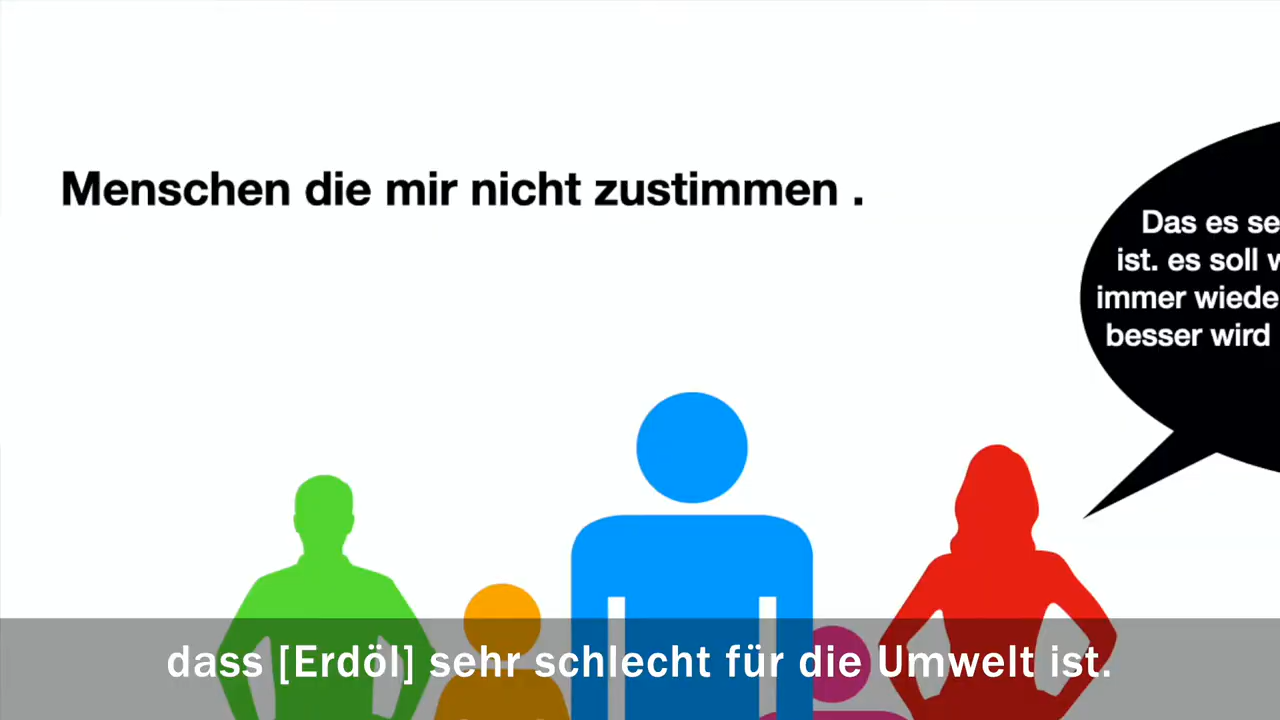 Menschen die mir nicht zustimmen .
Das es se
ist. es soll w
immer wiede
besser wird
dass [Erdöl] sehr schlecht für die Umwelt ist.